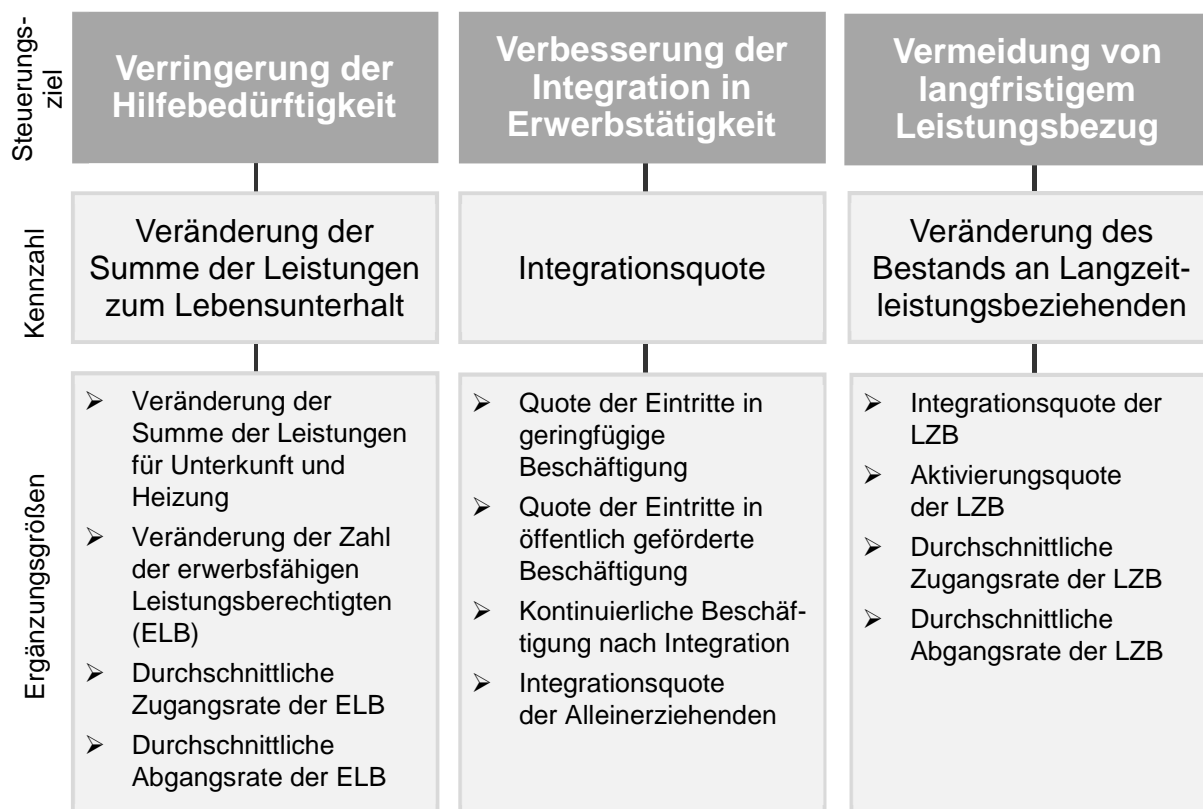 Steuerungs-
ziel
Verringerung der
Hilfebedürftigkeit
Verbesserung der
Integration in
Erwerbstätigkeit
Vermeidung von
langfristigem
Leistungsbezug
Kennzahl
Veränderung der
Summe der Leistungen
zum Lebensunterhalt
Integrationsquote
Veränderung des
Bestands an Langzeit-
leistungsbeziehenden
Ergänzungsgrößen
➢ Veränderung der
Summe der Leistungen
für Unterkunft und
Heizung
➢ Veränderung der Zahl
der erwerbsfähigen
Leistungsberechtigten
(ELB)
➢ Durchschnittliche
Zugangsrate der ELB
➢ Durchschnittliche
Abgangsrate der ELB
➢ Quote der Eintritte in
geringfügige
Beschäftigung
➢ Quote der Eintritte in
öffentlich geförderte
Beschäftigung
➢ Kontinuierliche Beschäf-
tigung nach Integration
➢ Integrationsquote
der Alleinerziehenden
➢ Integrationsquote der
LZB
➢ Aktivierungsquote
der LZB
➢ Durchschnittliche
Zugangsrate der LZB
➢ Durchschnittliche
Abgangsrate der LZB